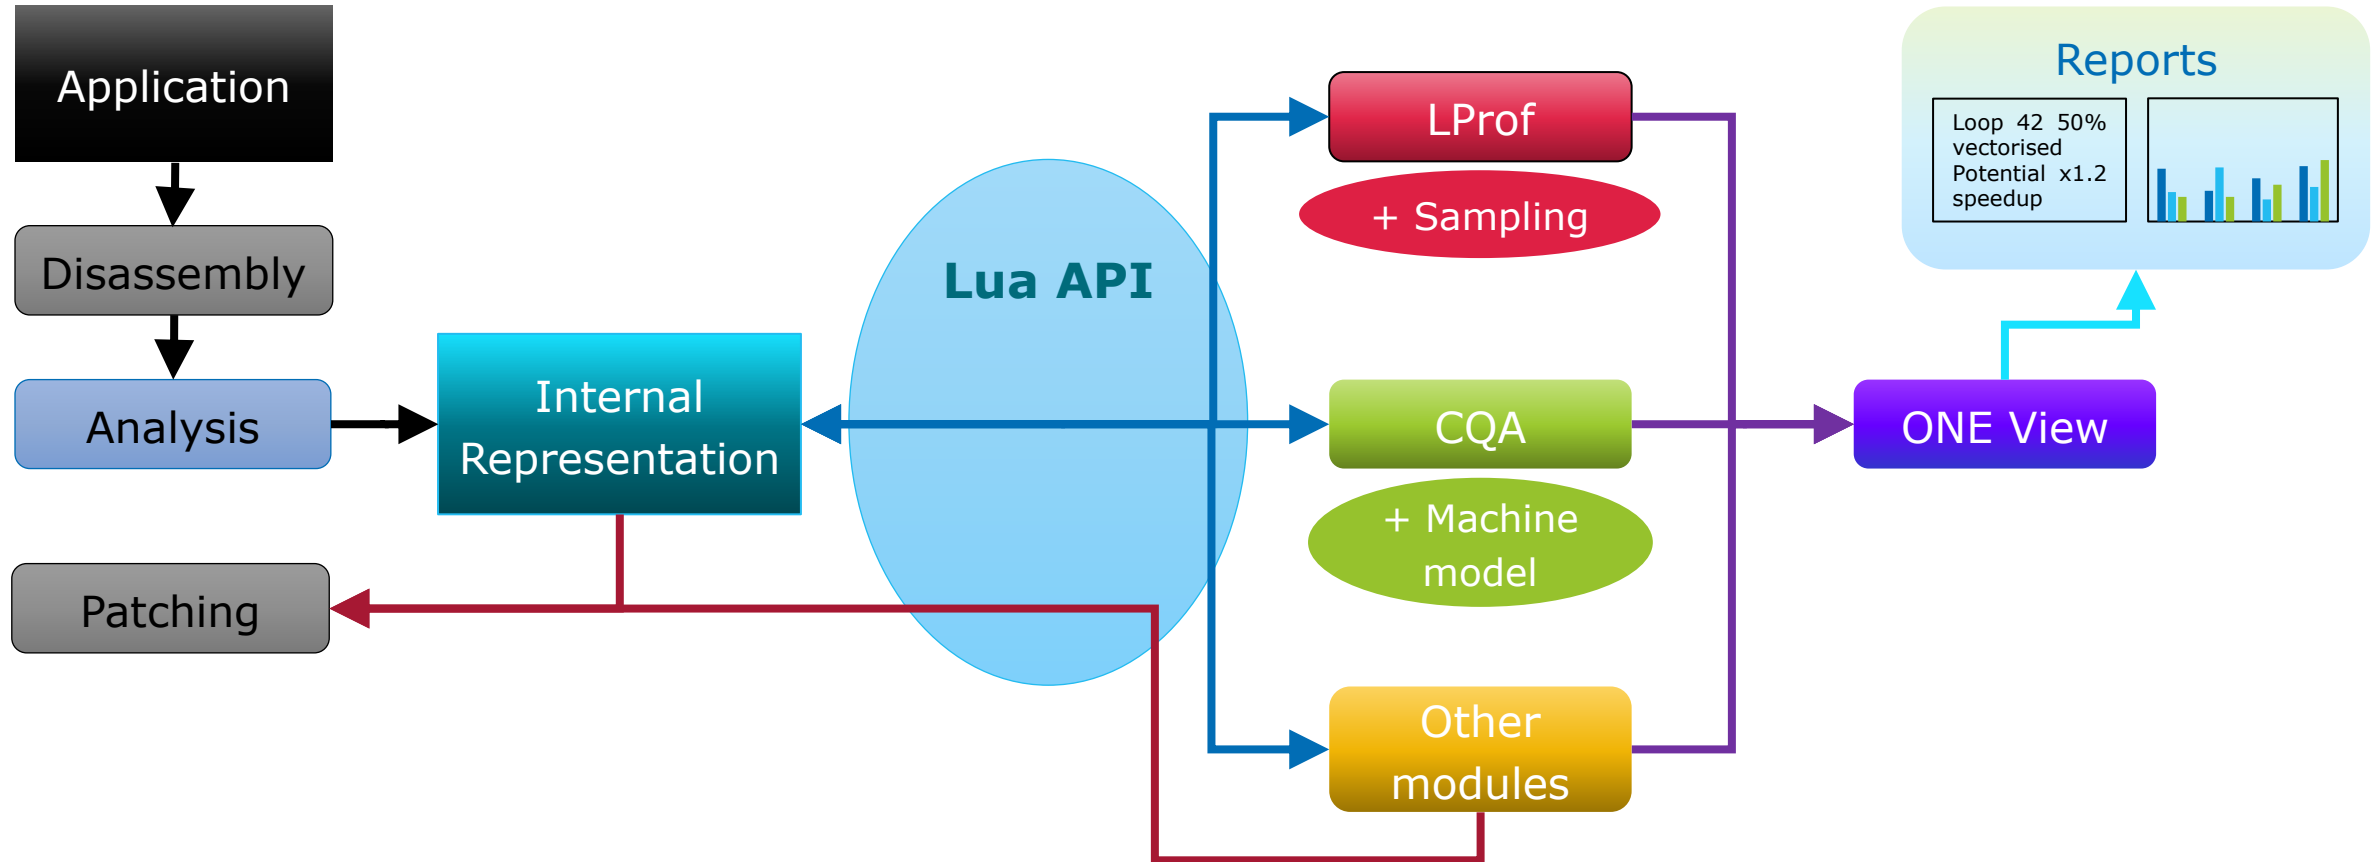 Application
Disassembly
Analysis
Patching
Internal
Representation
Lua API
LProf
+ Sampling
CQA
+ Machine
model
Other
modules
ONE View
Reports
Loop 42 50%
vectorised
Potential x1.2
speedup